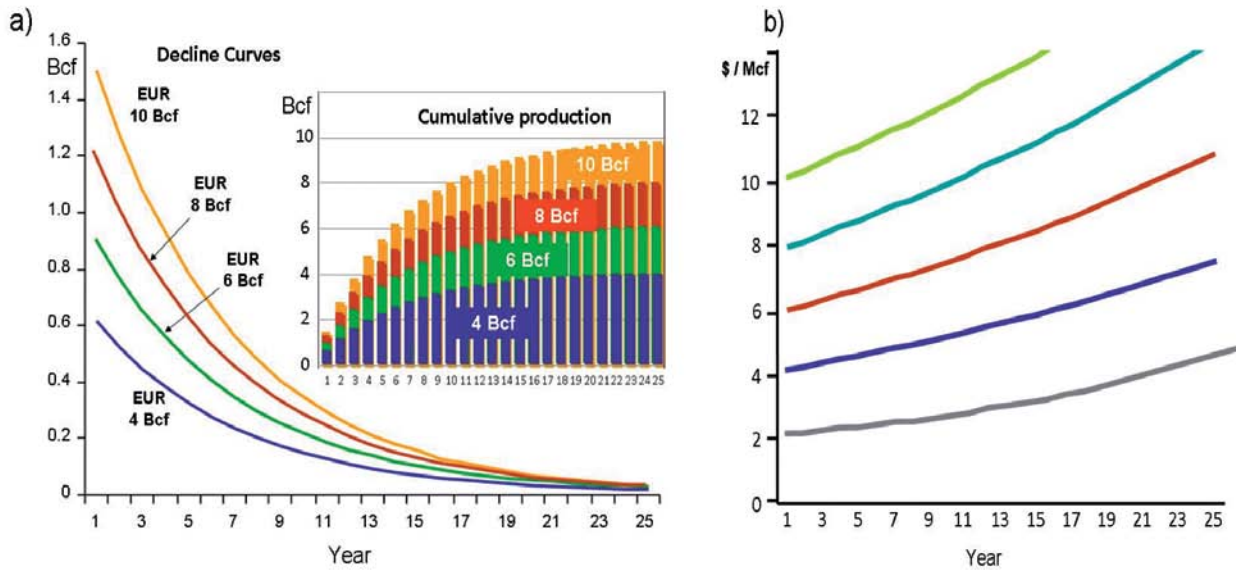 a)
1.6
Bcf
1.4
1.2
1.0
0.8
0.6
0.4
0.2
0
Decline Curves
EUR
10 Bcf
EUR
8 Bcf
EUR
6 Bcf
EUR
4 Bcf
1 3 5 7 9 11 13 15 17 19 21 23 25
Year
Bcf
Cumulative production
10
8
6
4
2
0
10 Bcf
8 Bcf
6 Bcf
4 Bcf
1 2 3 4 5 6 7 8 9 10 11 12 13 14 15 16 17 18 19 20 21 22 23 24 25
b)
$ / Mcf
12
10
8
6
4
2
0
1 3 5 7 9 11 13 15 17 19 21 23 25
Year